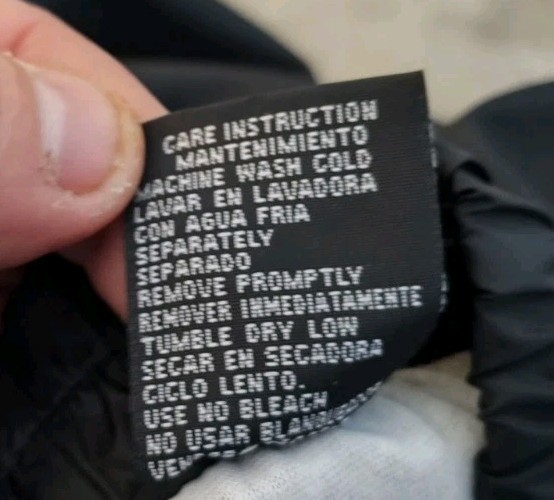 CARE INSTRUCTION
MANTENIMIENTO
MACHINE WASH COLD
LAVAR EN LAVADORA
CON AGUA FRIA
SEPARATELY
SEPARADO
REMOVE PROMPTLY
REMOVER INMEDIATAMENTE
TUMBLE DRY LOW
SECAR EN SECADORA
CICLO LENTO.
USE NO BLEACH
NO USAR